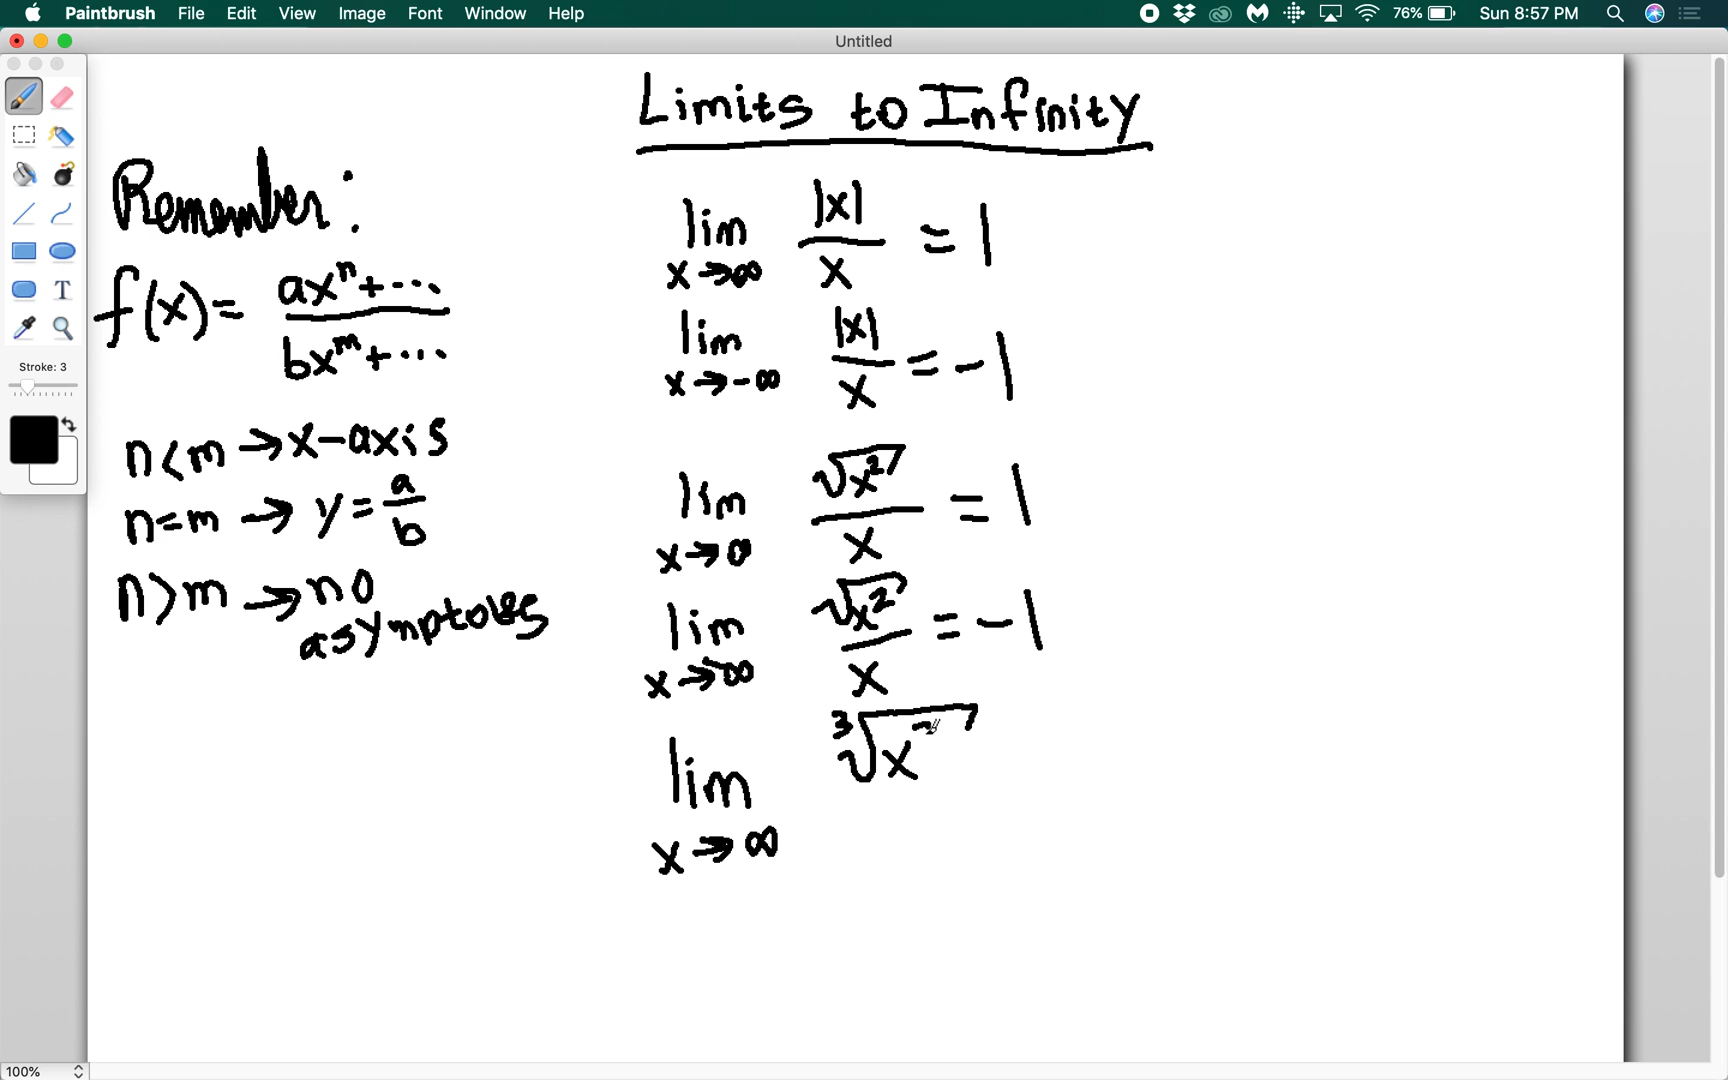 Paintbrush File Edit View Image Font Window Help 76% Sun 8:57 PM
Untitled
Limits to Infinity
Remember:
f(x)= ax^n+...
bx^m+...
n<m→x-axis
n=m→y=a/b
n>m→no
asymptotes
lim x→∞ |x|/x = 1
lim x→-∞ |x|/x = -1
lim x→∞ √x²/x = 1
lim x→∞ √x²/x = -1
lim x→∞ ³√x
T
Stroke: 3
100%